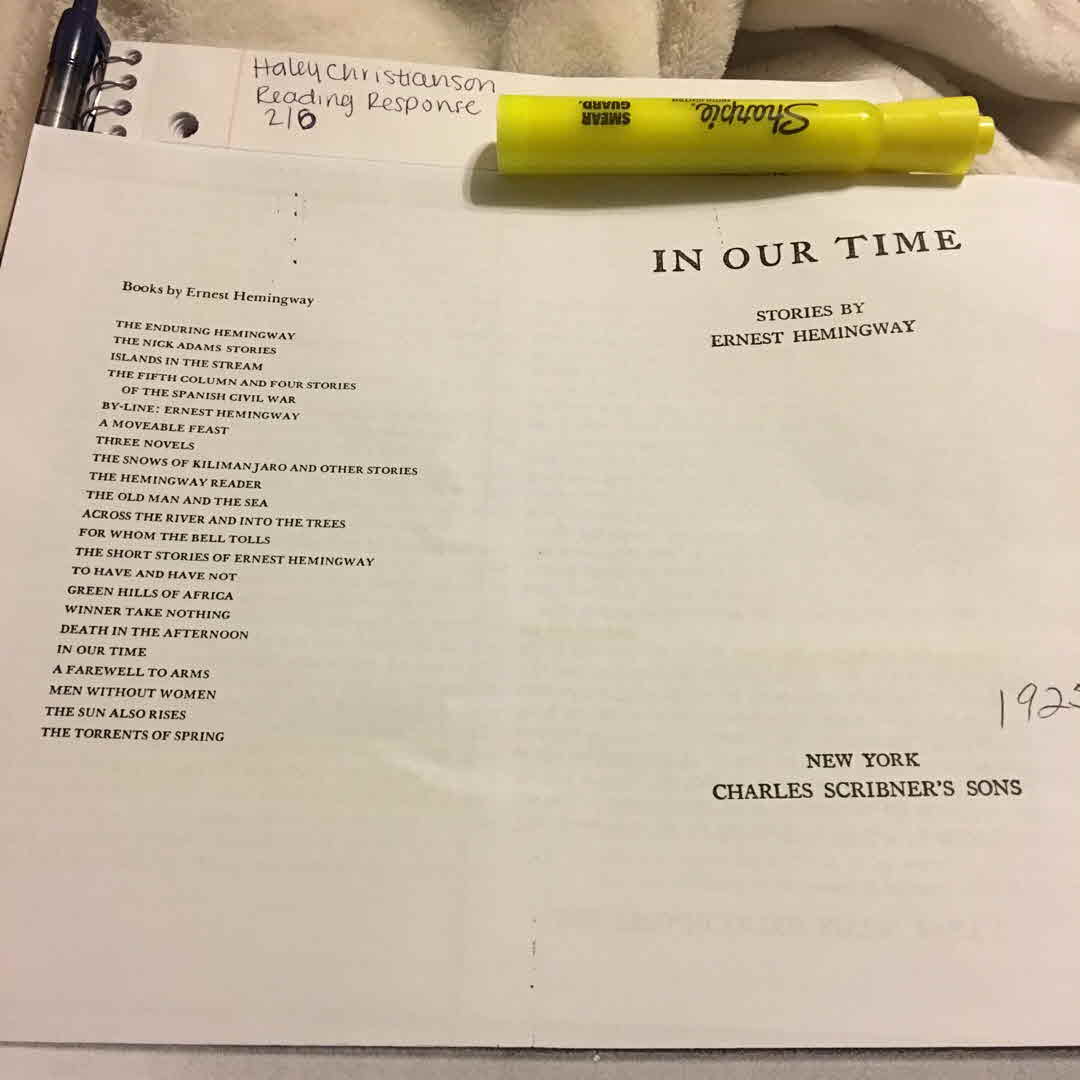 Haley Christianson
Reading Response
2/6
Sharpie.
SMEAR
GUARD.
Books by Ernest Hemingway
THE ENDURING HEMINGWAY
THE NICK ADAMS STORIES
ISLANDS IN THE STREAM
THE FIFTH COLUMN AND FOUR STORIES
OF THE SPANISH CIVIL WAR
BY-LINE: ERNEST HEMINGWAY
A MOVEABLE FEAST
THREE NOVELS
THE SNOWS OF KILIMANJARO AND OTHER STORIES
THE HEMINGWAY READER
THE OLD MAN AND THE SEA
ACROSS THE RIVER AND INTO THE TREES
FOR WHOM THE BELL TOLLS
THE SHORT STORIES OF ERNEST HEMINGWAY
TO HAVE AND HAVE NOT
GREEN HILLS OF AFRICA
WINNER TAKE NOTHING
DEATH IN THE AFTERNOON
IN OUR TIME
A FAREWELL TO ARMS
MEN WITHOUT WOMEN
THE SUN ALSO RISES
THE TORRENTS OF SPRING
IN OUR TIME
STORIES BY
ERNEST HEMINGWAY
1925
NEW YORK
CHARLES SCRIBNER'S SONS